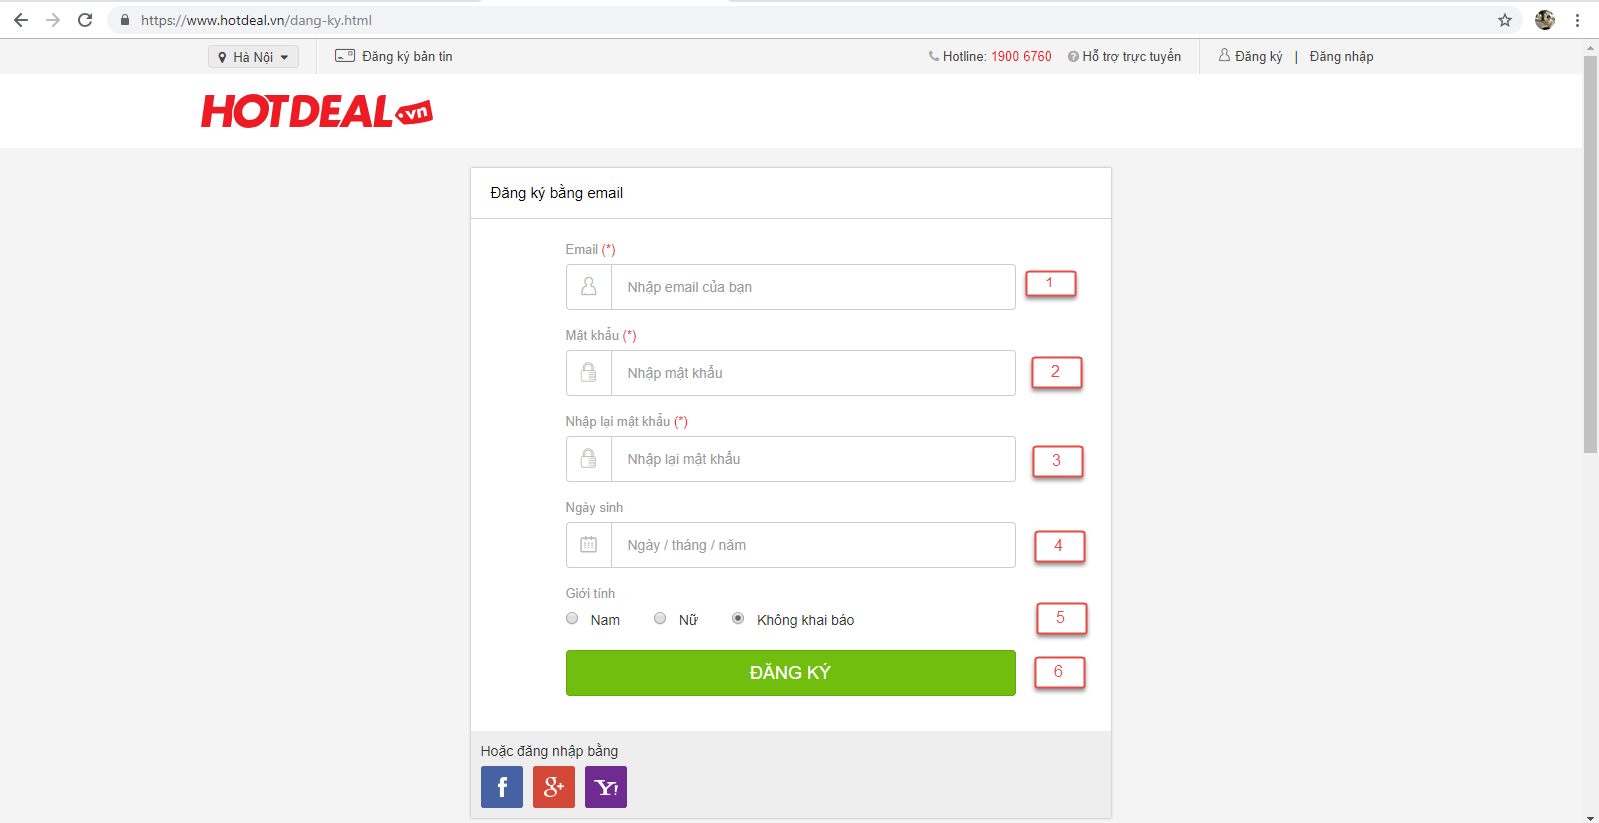 https://www.hotdeal.vn/dang-ky.html
Hà Nội
Đăng ký bản tin
Hotline: 1900 6760
Hỗ trợ trực tuyến
Đăng ký | Đăng nhập
HOTDEAL.vn
Đăng ký bằng email
Email (*)
Nhập email của bạn
1
Mật khẩu (*)
Nhập mật khẩu
2
Nhập lại mật khẩu (*)
Nhập lại mật khẩu
3
Ngày sinh
Ngày / tháng / năm
4
Giới tính
Nam Nữ Không khai báo
5
ĐĂNG KÝ
6
Hoặc đăng nhập bằng
f g+ Y!